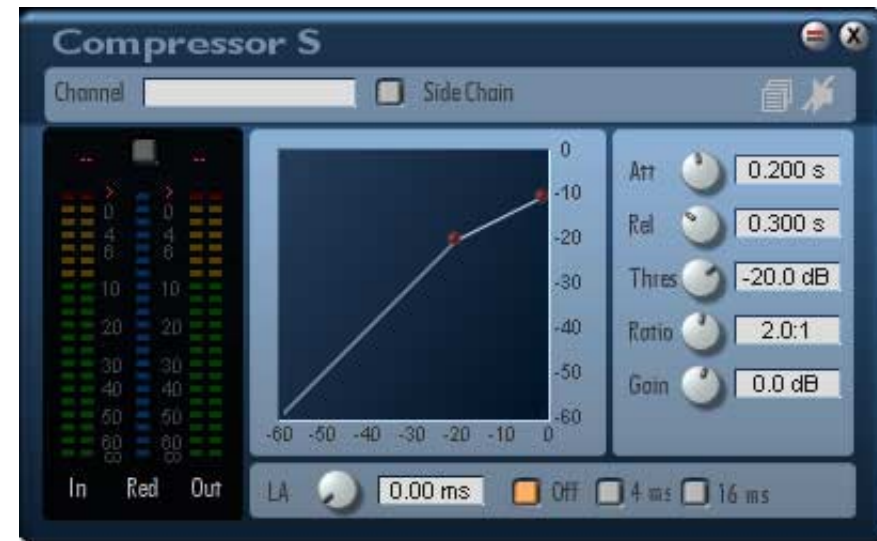 Compressor S
X
Channel
Side Chain
-- --
> >
0 0
4 4
6 6
10 10
20 20
30 30
40 40
50 50
60 60
∞ ∞
In Red Out
0
-10
-20
-30
-40
-50
-60
-60 -50 -40 -30 -20 -10 0
Att 0.200 s
Rel 0.300 s
Thres -20.0 dB
Ratio 2.0:1
Gain 0.0 dB
LA 0.00 ms Off 4 ms 16 ms